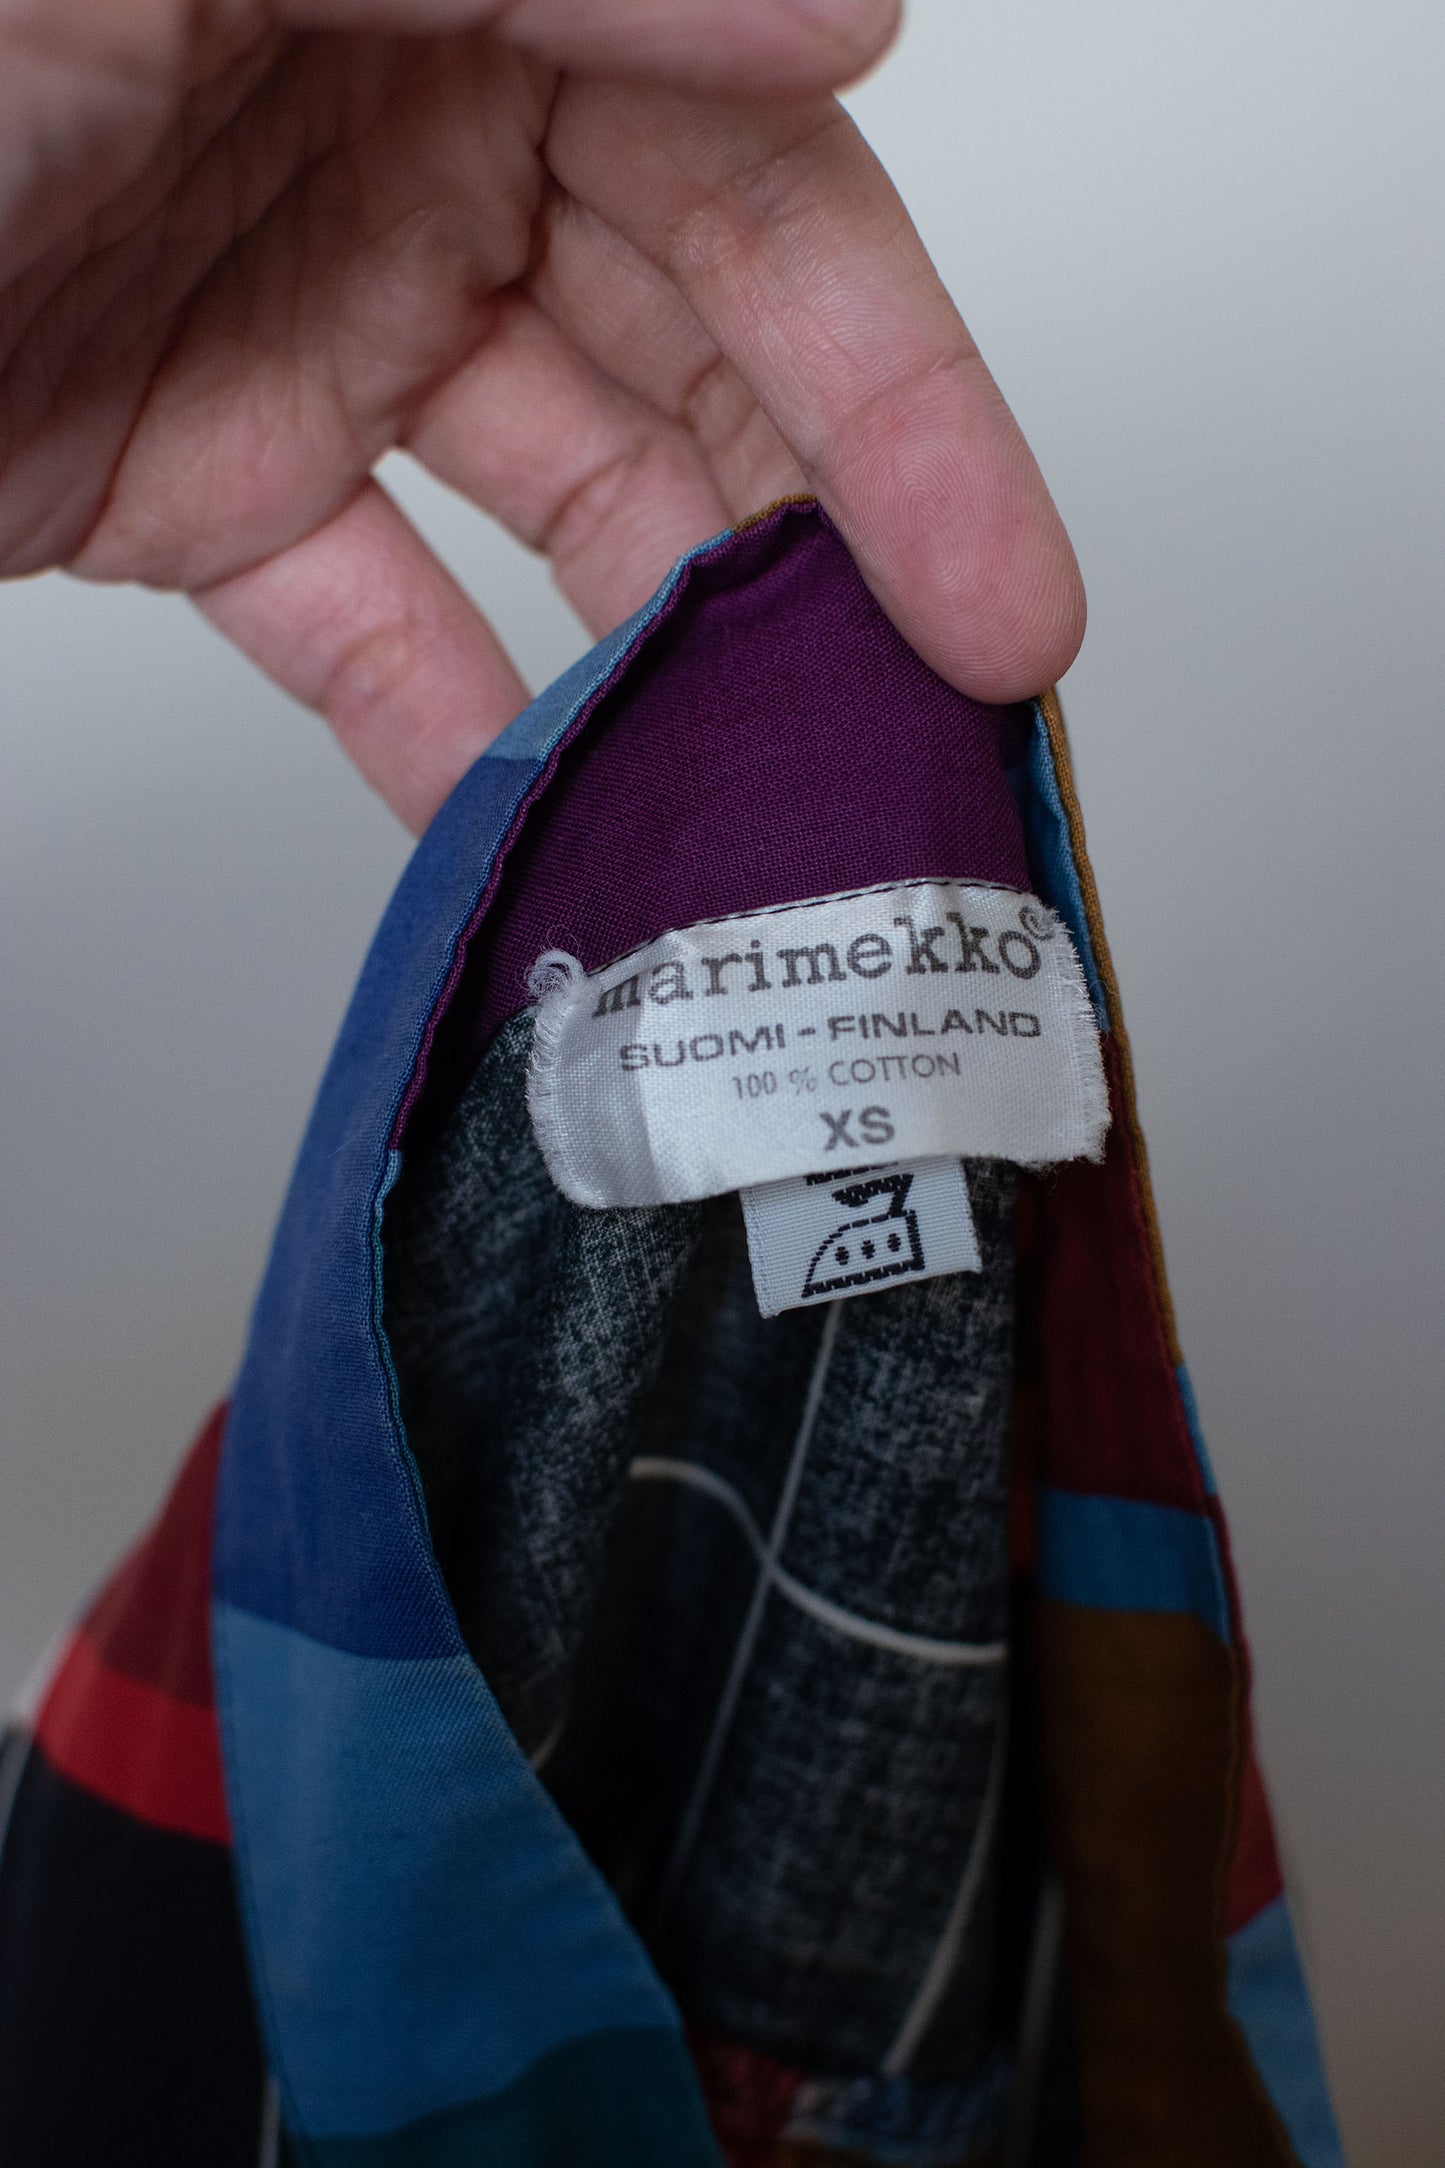 marimekko®
SUOMI - FINLAND
100 % COTTON
XS